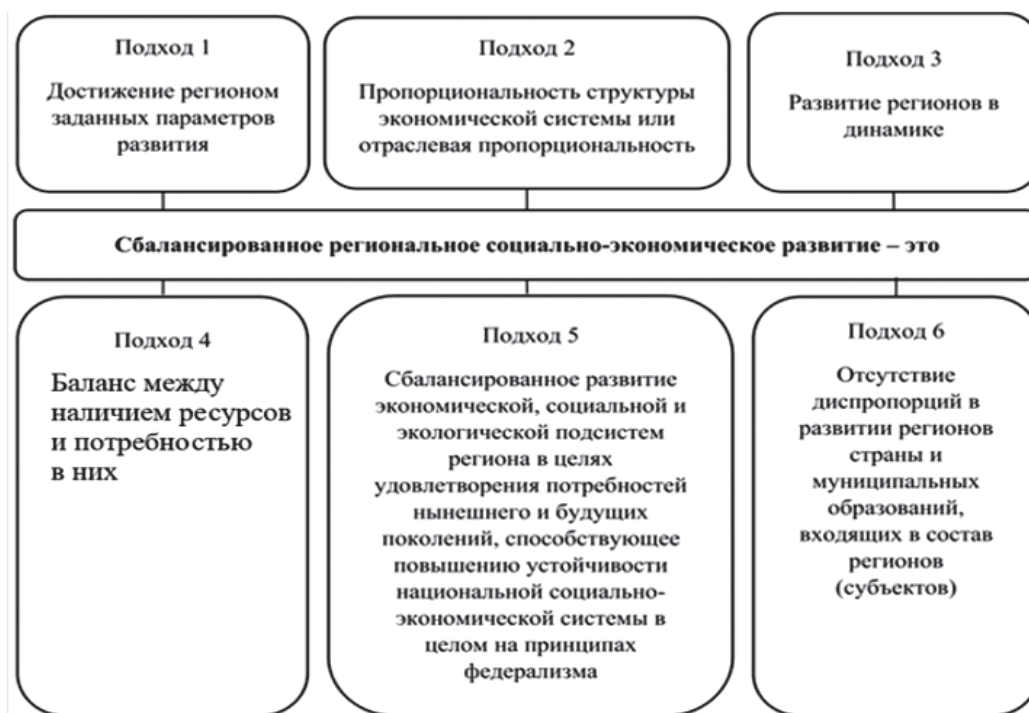 Подход 1
Достижение регионом
заданных параметров
развития
Подход 2
Пропорциональность структуры
экономической системы или
отраслевая пропорциональность
Подход 3
Развитие регионов в
динамике
Сбалансированное региональное социально-экономическое развитие – это
Подход 4
Баланс между
наличием ресурсов
и потребностью
в них
Подход 5
Сбалансированное развитие
экономической, социальной и
экологической подсистем
региона в целях
удовлетворения потребностей
нынешнего и будущих
поколений, способствующее
повышению устойчивости
национальной социально-
экономической системы в
целом на принципах
федерализма
Подход 6
Отсутствие
диспропорций в
развитии регионов
страны и
муниципальных
образований,
входящих в состав
регионов
(субъектов)